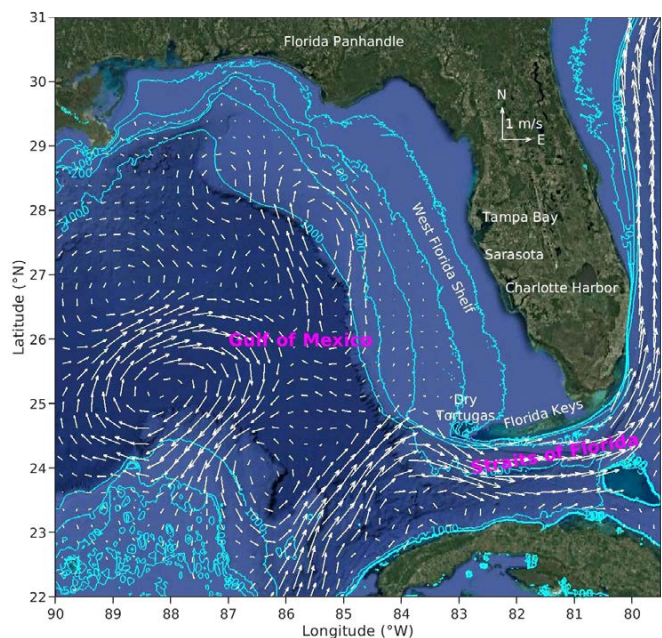 31
30
29
28
27
26
25
24
23
22
Latitude (°N)
Florida Panhandle
N
1 m/s
E
100
200
1000
1000
West Florida Shelf
Tampa Bay
Sarasota
Charlotte Harbor
Gulf of Mexico
Dry
Tortugas
Florida Keys
Straits of Florida
1000
90 89 88 87 86 85 84 83 82 81 80
Longitude (°W)